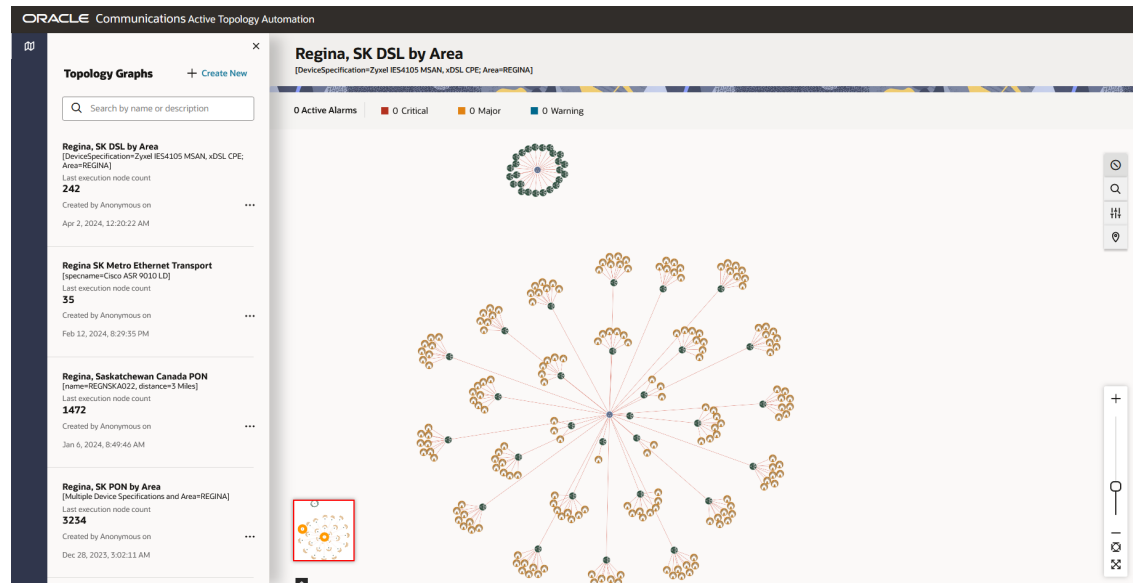 ORACLE Communications Active Topology Automation
Topology Graphs
+ Create New
Search by name or description
Regina, SK DSL by Area
[DeviceSpecification=Zyxel IES4105 MSAN, xDSL CPE;
Area=REGINA]
Last execution node count
242
Created by Anonymous on
Apr 2, 2024, 12:20:22 AM
Regina SK Metro Ethernet Transport
[specname=Cisco ASR 9010 LD]
Last execution node count
35
Created by Anonymous on
Feb 12, 2024, 8:29:35 PM
Regina, Saskatchewan Canada PON
[name=REGNSKA022, distance=3 Miles]
Last execution node count
1472
Created by Anonymous on
Jan 6, 2024, 8:49:46 AM
Regina, SK PON by Area
[Multiple Device Specifications and Area=REGINA]
Last execution node count
3234
Created by Anonymous on
Dec 28, 2023, 3:02:11 AM
Regina, SK DSL by Area
[DeviceSpecification=Zyxel IES4105 MSAN, xDSL CPE; Area=REGINA]
0 Active Alarms
0 Critical
0 Major
0 Warning